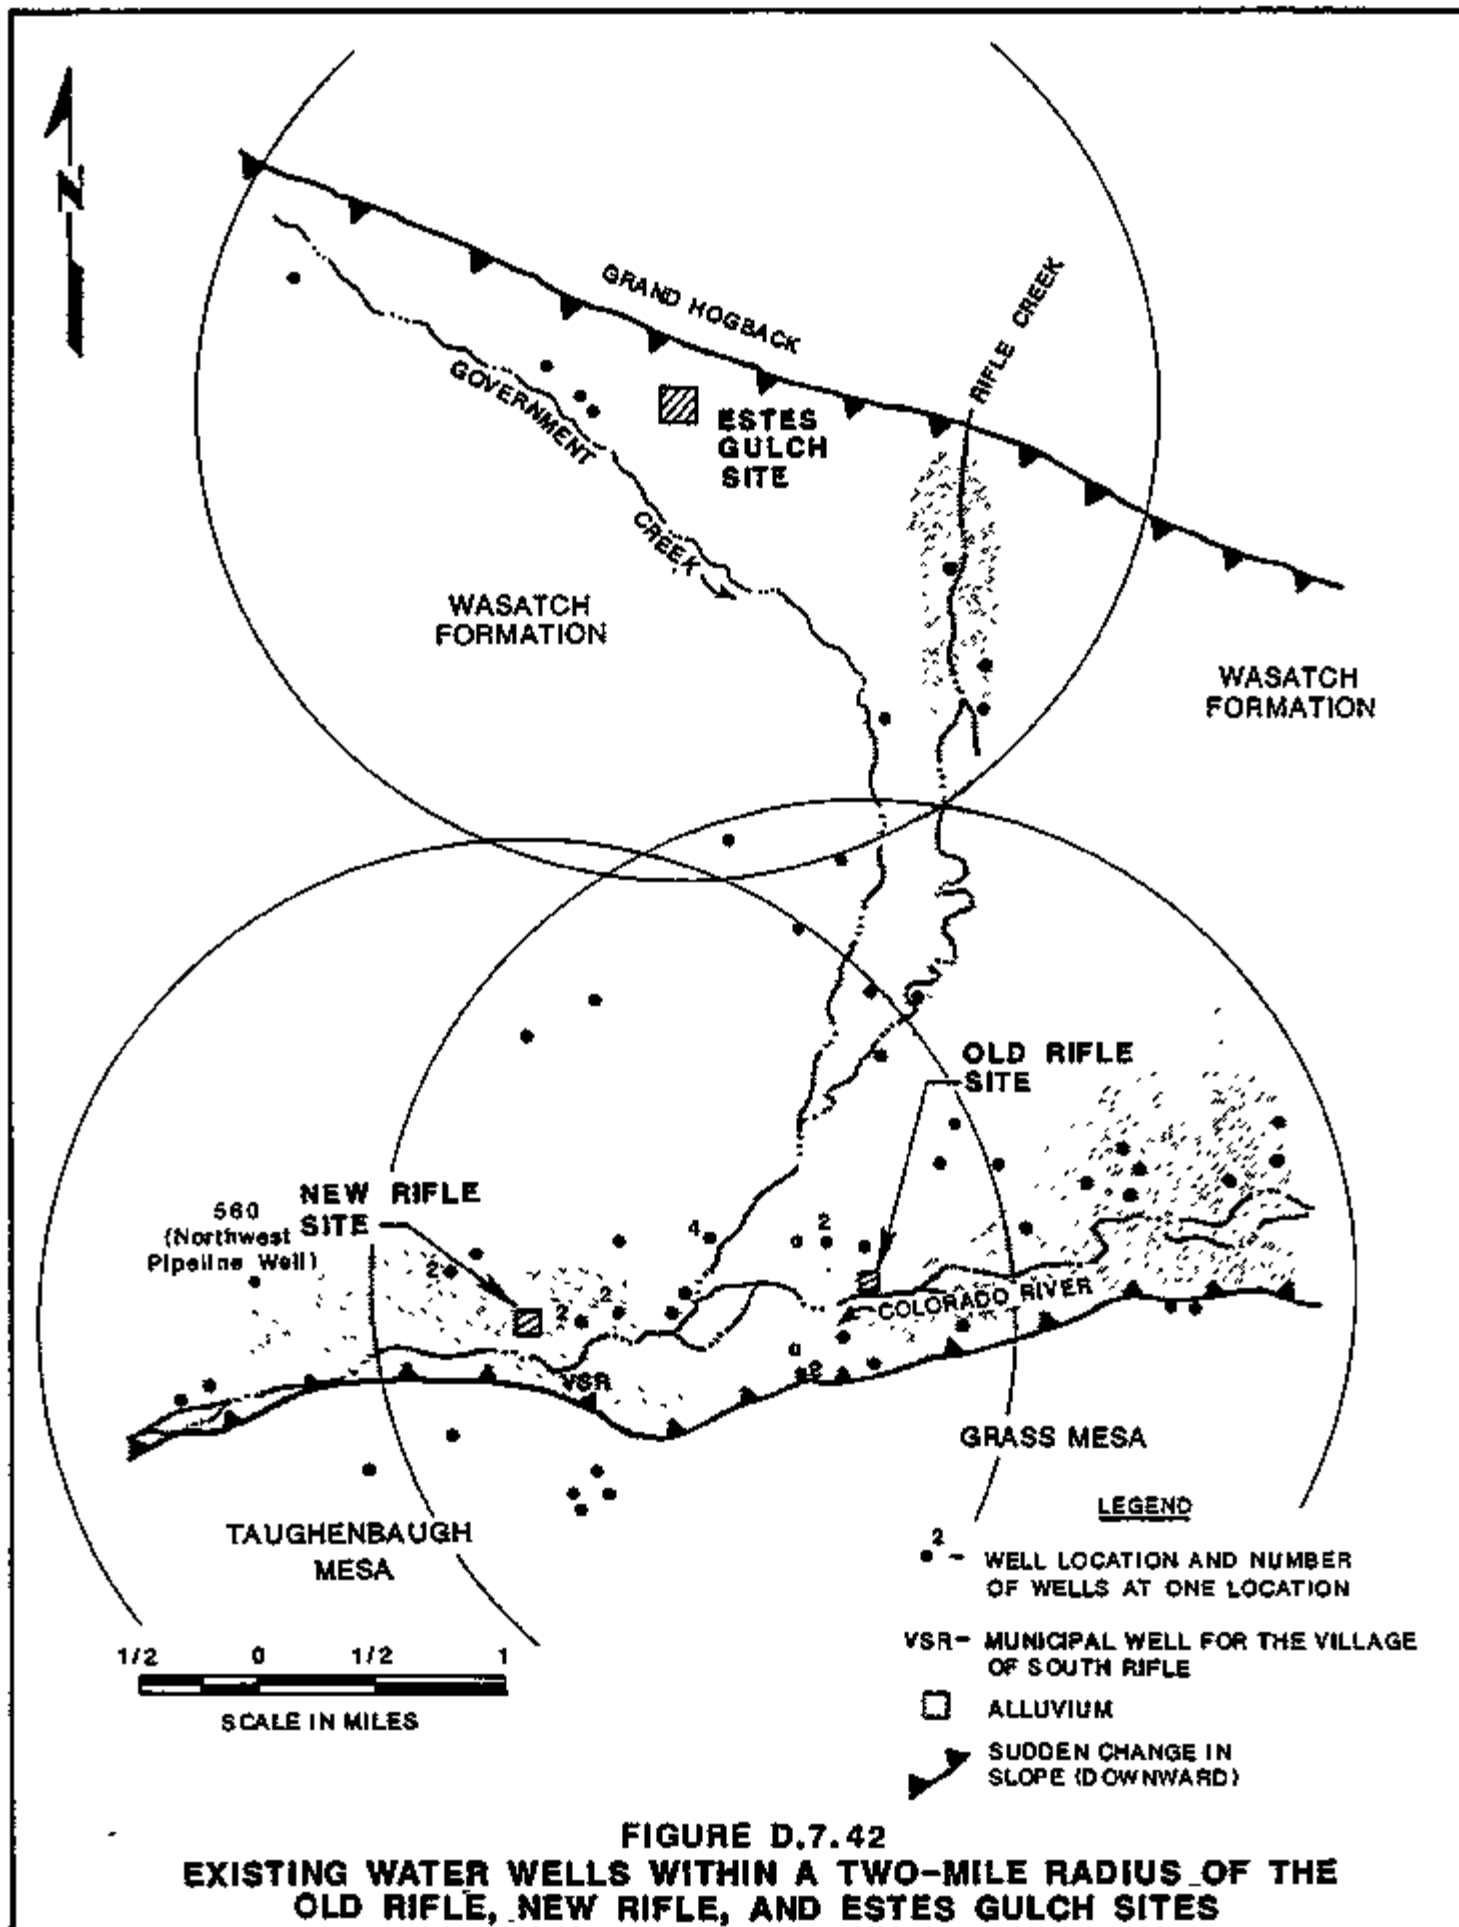 N
GRAND HOGBACK
RIFLE CREEK
GOVERNMENT
CREEK
ESTES
GULCH
SITE
WASATCH
FORMATION
WASATCH
FORMATION
OLD RIFLE
SITE
NEW RIFLE
SITE
560
(Northwest
Pipeline Well)
4
2
2
2
2
2
COLORADO RIVER
VSR
GRASS MESA
TAUGHENBAUGH
MESA
LEGEND
2 - WELL LOCATION AND NUMBER
OF WELLS AT ONE LOCATION
VSR- MUNICIPAL WELL FOR THE VILLAGE
OF SOUTH RIFLE
ALLUVIUM
SUDDEN CHANGE IN
SLOPE (DOWNWARD)
1/2 0 1/2 1
SCALE IN MILES
FIGURE D.7.42
EXISTING WATER WELLS WITHIN A TWO-MILE RADIUS OF THE
OLD RIFLE, NEW RIFLE, AND ESTES GULCH SITES